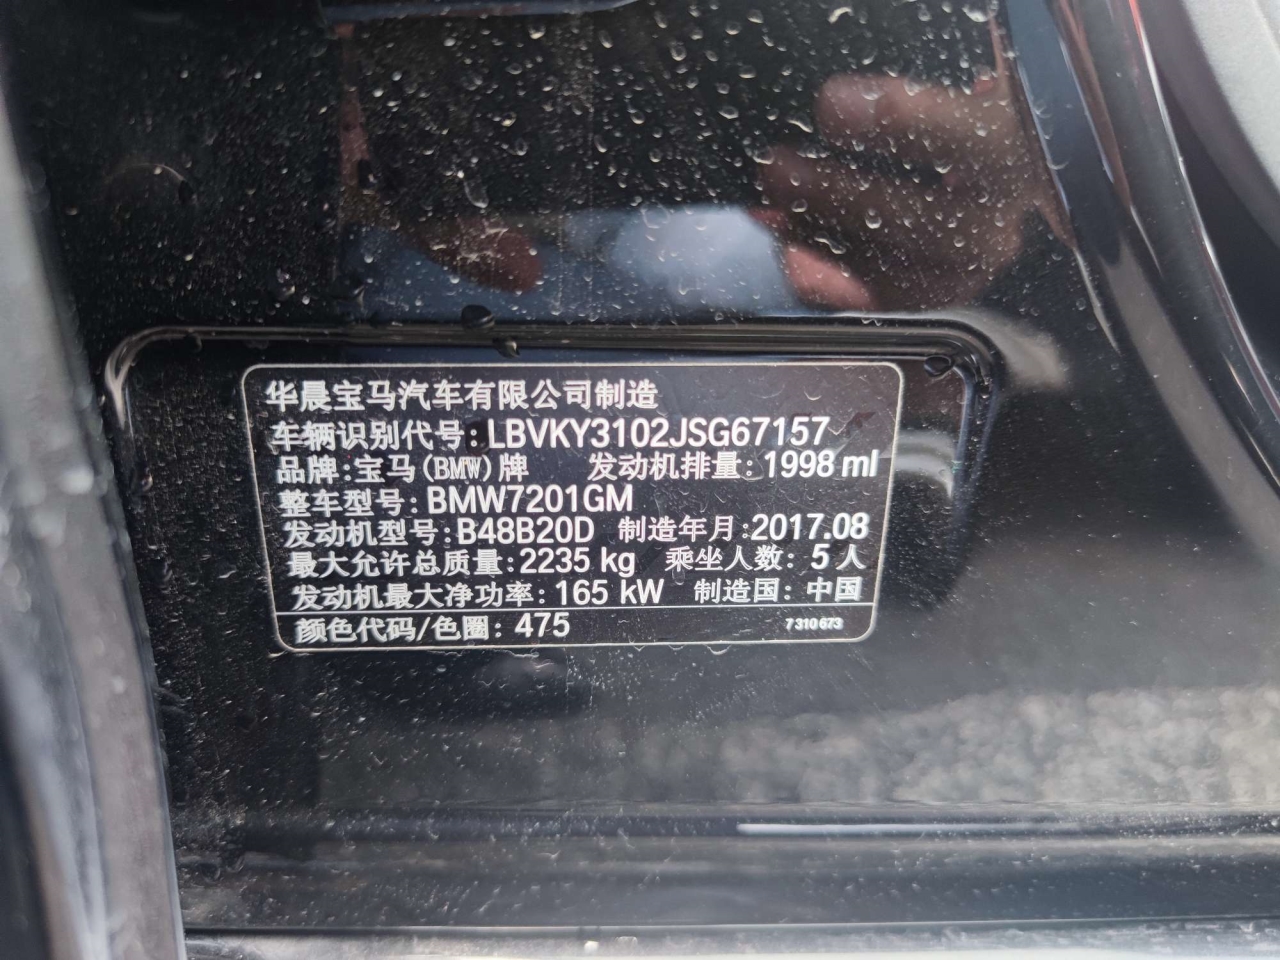 华晨宝马汽车有限公司制造
车辆识别代号:LBVKY3102JSG67157
品牌:宝马(BMW)牌 发动机排量:1998 ml
整车型号:BMW7201GM
发动机型号:B48B20D 制造年月:2017.08
最大允许总质量:2235 kg 乘坐人数:5人
发动机最大净功率:165 kW 制造国:中国
颜色代码/色圈:475 7310673